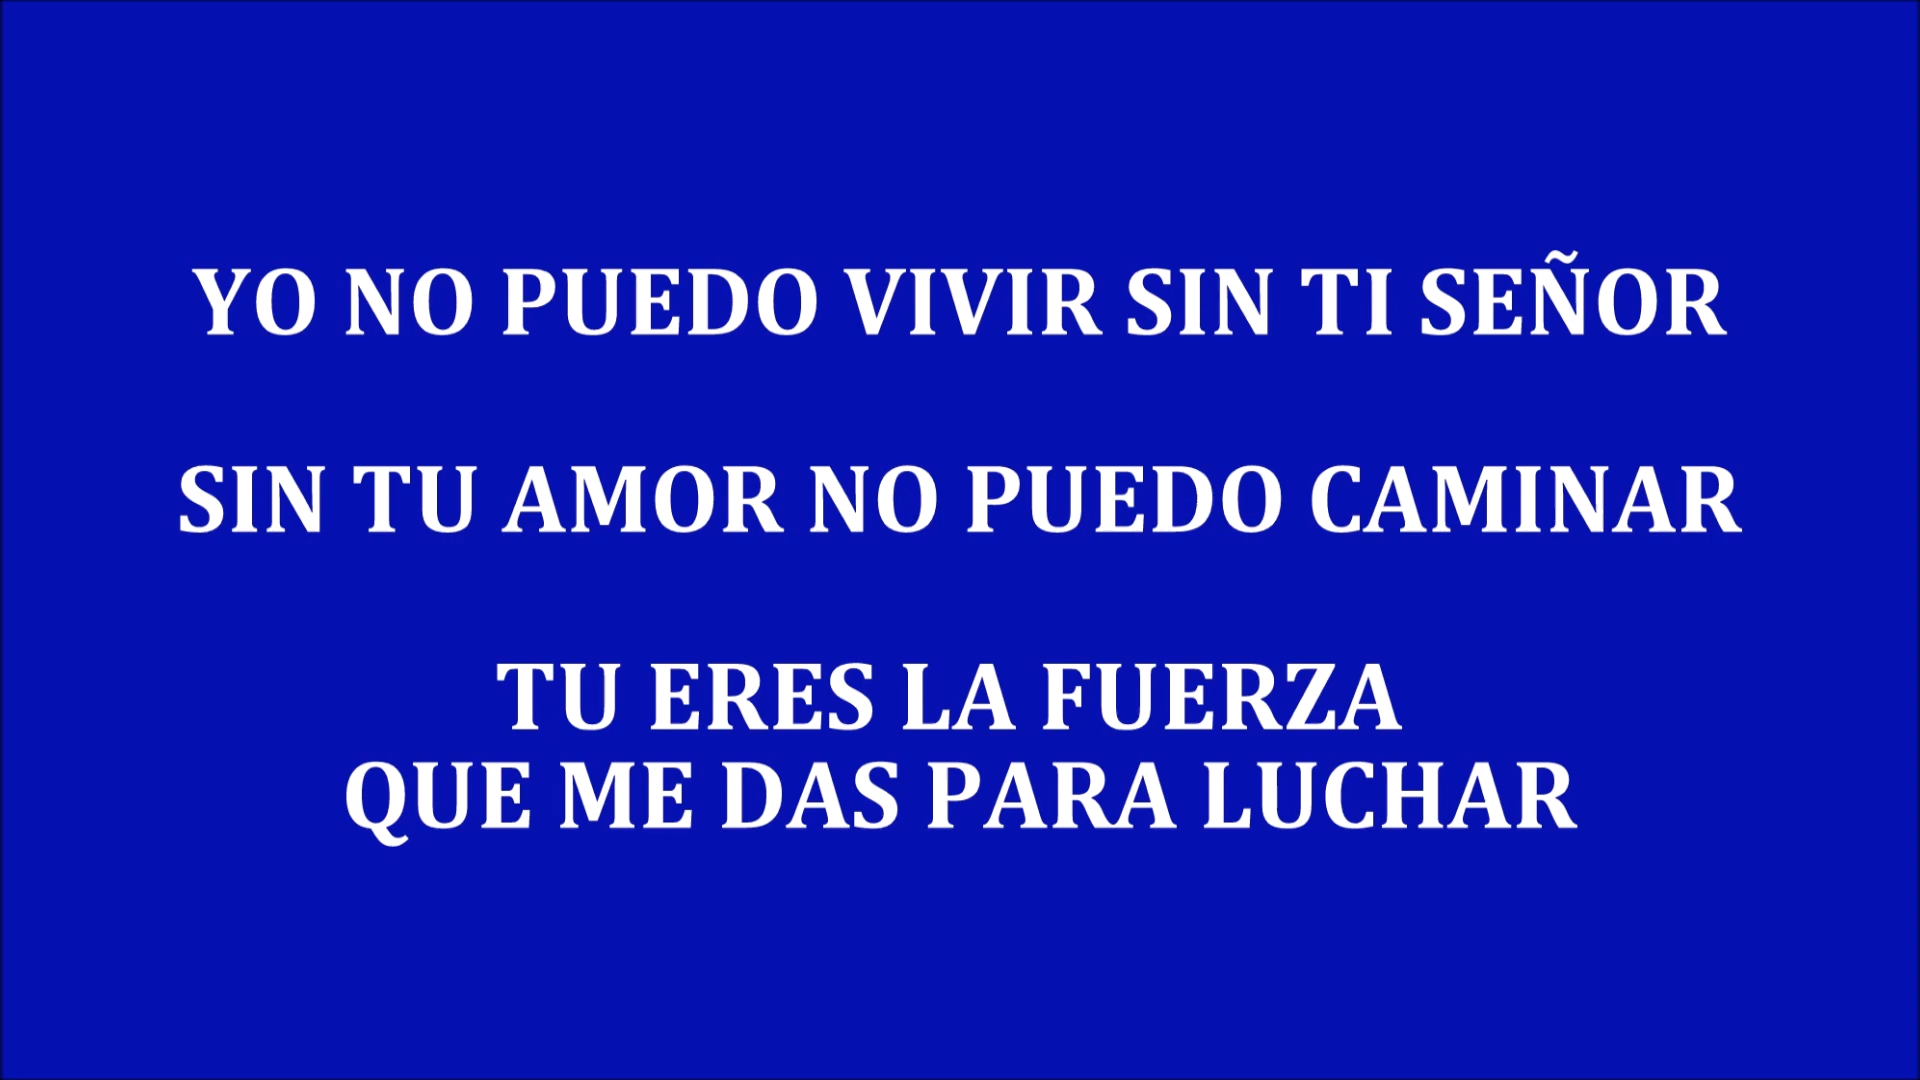 YO NO PUEDO VIVIR SIN TI SEÑOR
SIN TU AMOR NO PUEDO CAMINAR
TU ERES LA FUERZA
QUE ME DAS PARA LUCHAR